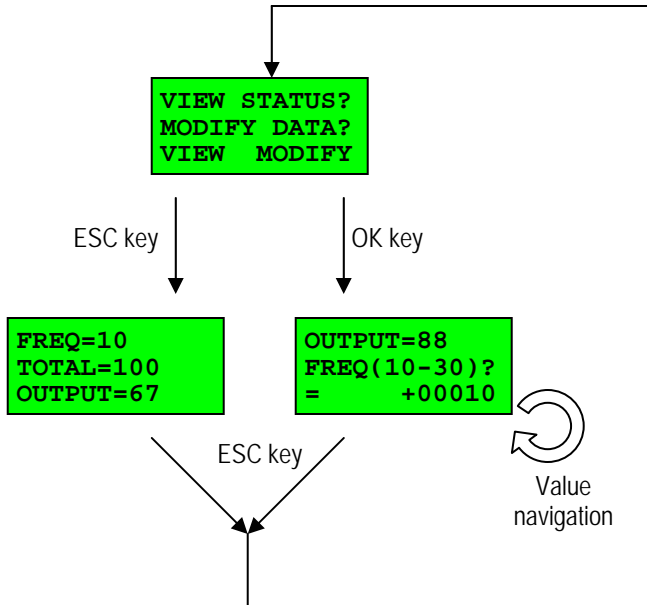 VIEW STATUS?
MODIFY DATA?
VIEW MODIFY
ESC key
OK key
FREQ=10
TOTAL=100
OUTPUT=67
OUTPUT=88
FREQ(10-30)?
= +00010
ESC key
Value
navigation